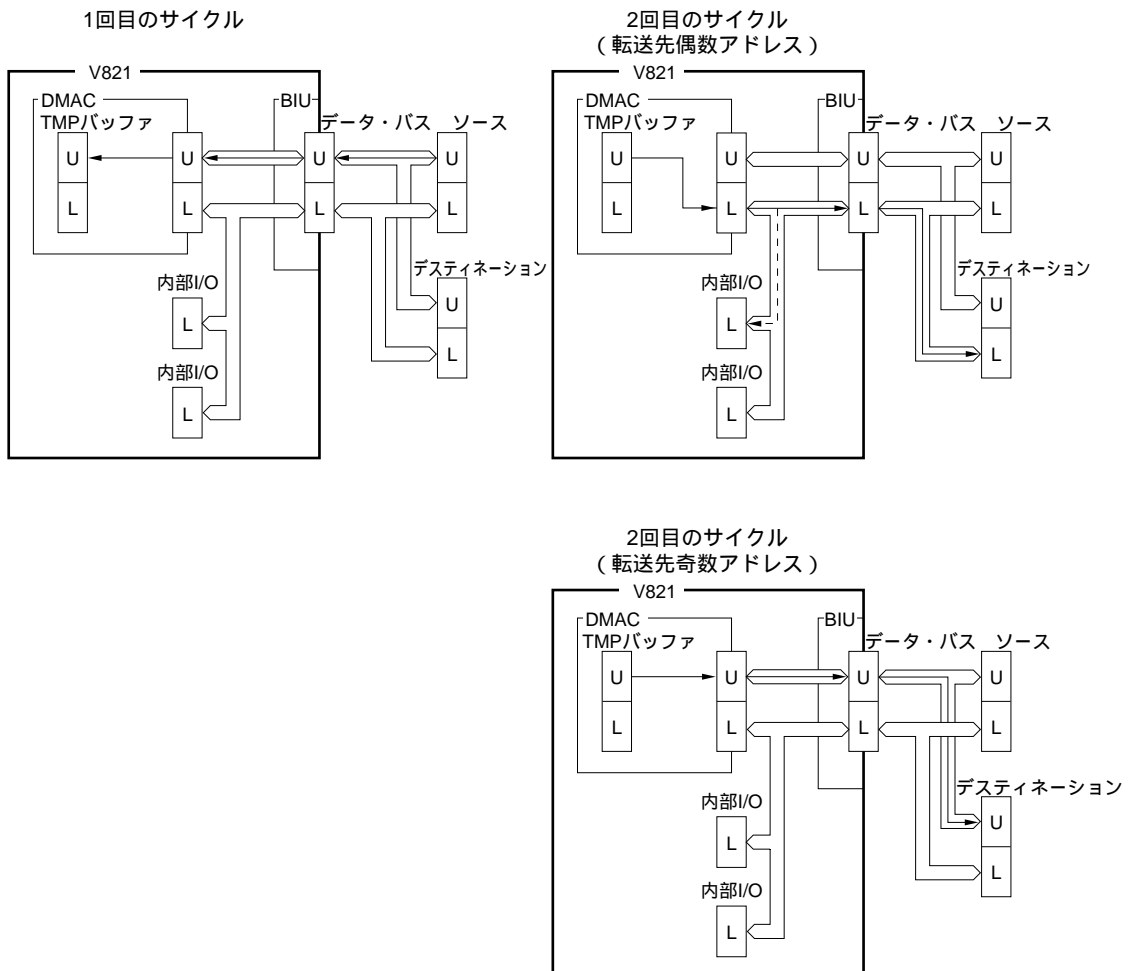 1回目のサイクル
V821
DMAC
BIU
TMPバッファ
データ・バス
ソース
U
U
U
U
L
L
L
L
内部I/O
デスティネーション
L
U
L
内部I/O
L
2回目のサイクル
(転送先偶数アドレス)
V821
DMAC
BIU
TMPバッファ
データ・バス
ソース
U
U
U
U
L
L
L
L
内部I/O
デスティネーション
L
U
L
内部I/O
L
2回目のサイクル
(転送先奇数アドレス)
V821
DMAC
BIU
TMPバッファ
データ・バス
ソース
U
U
U
U
L
L
L
L
内部I/O
デスティネーション
L
U
L
内部I/O
L